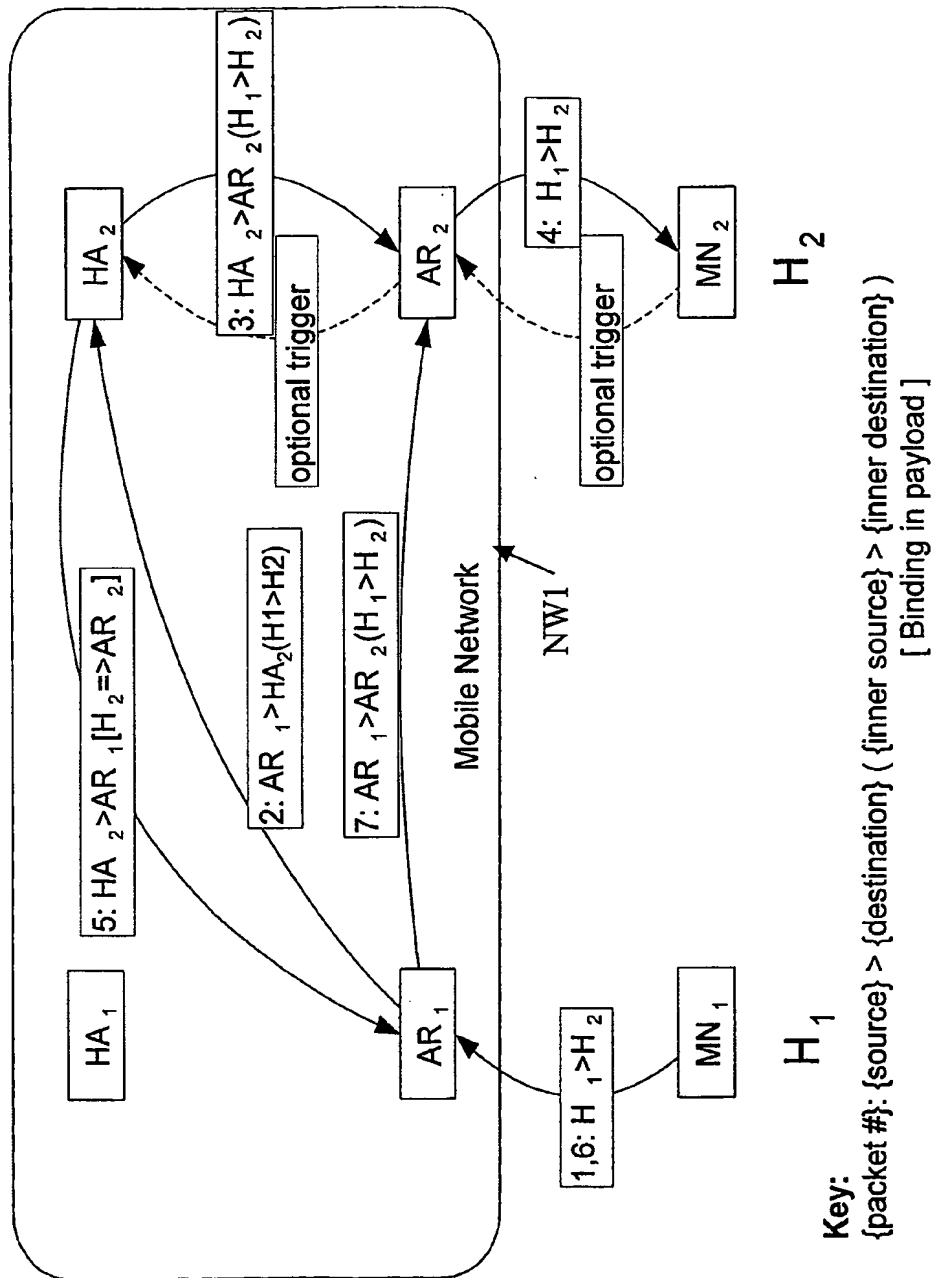 HA 1
HA 2
5: HA 2>AR 1[H 2=>AR 2]
3: HA 2>AR 2(H 1>H 2)
optional trigger
2: AR 1>HA2(H1>H2)
7: AR 1>AR 2(H 1>H 2)
AR 1
AR 2
Mobile Network
NW1
1,6: H 1>H 2
4: H 1>H 2
optional trigger
MN 1
MN 2
H 1
H 2
Key:
{packet #}: {source} > {destination} ( {inner source} > {inner destination} )
[ Binding in payload ]